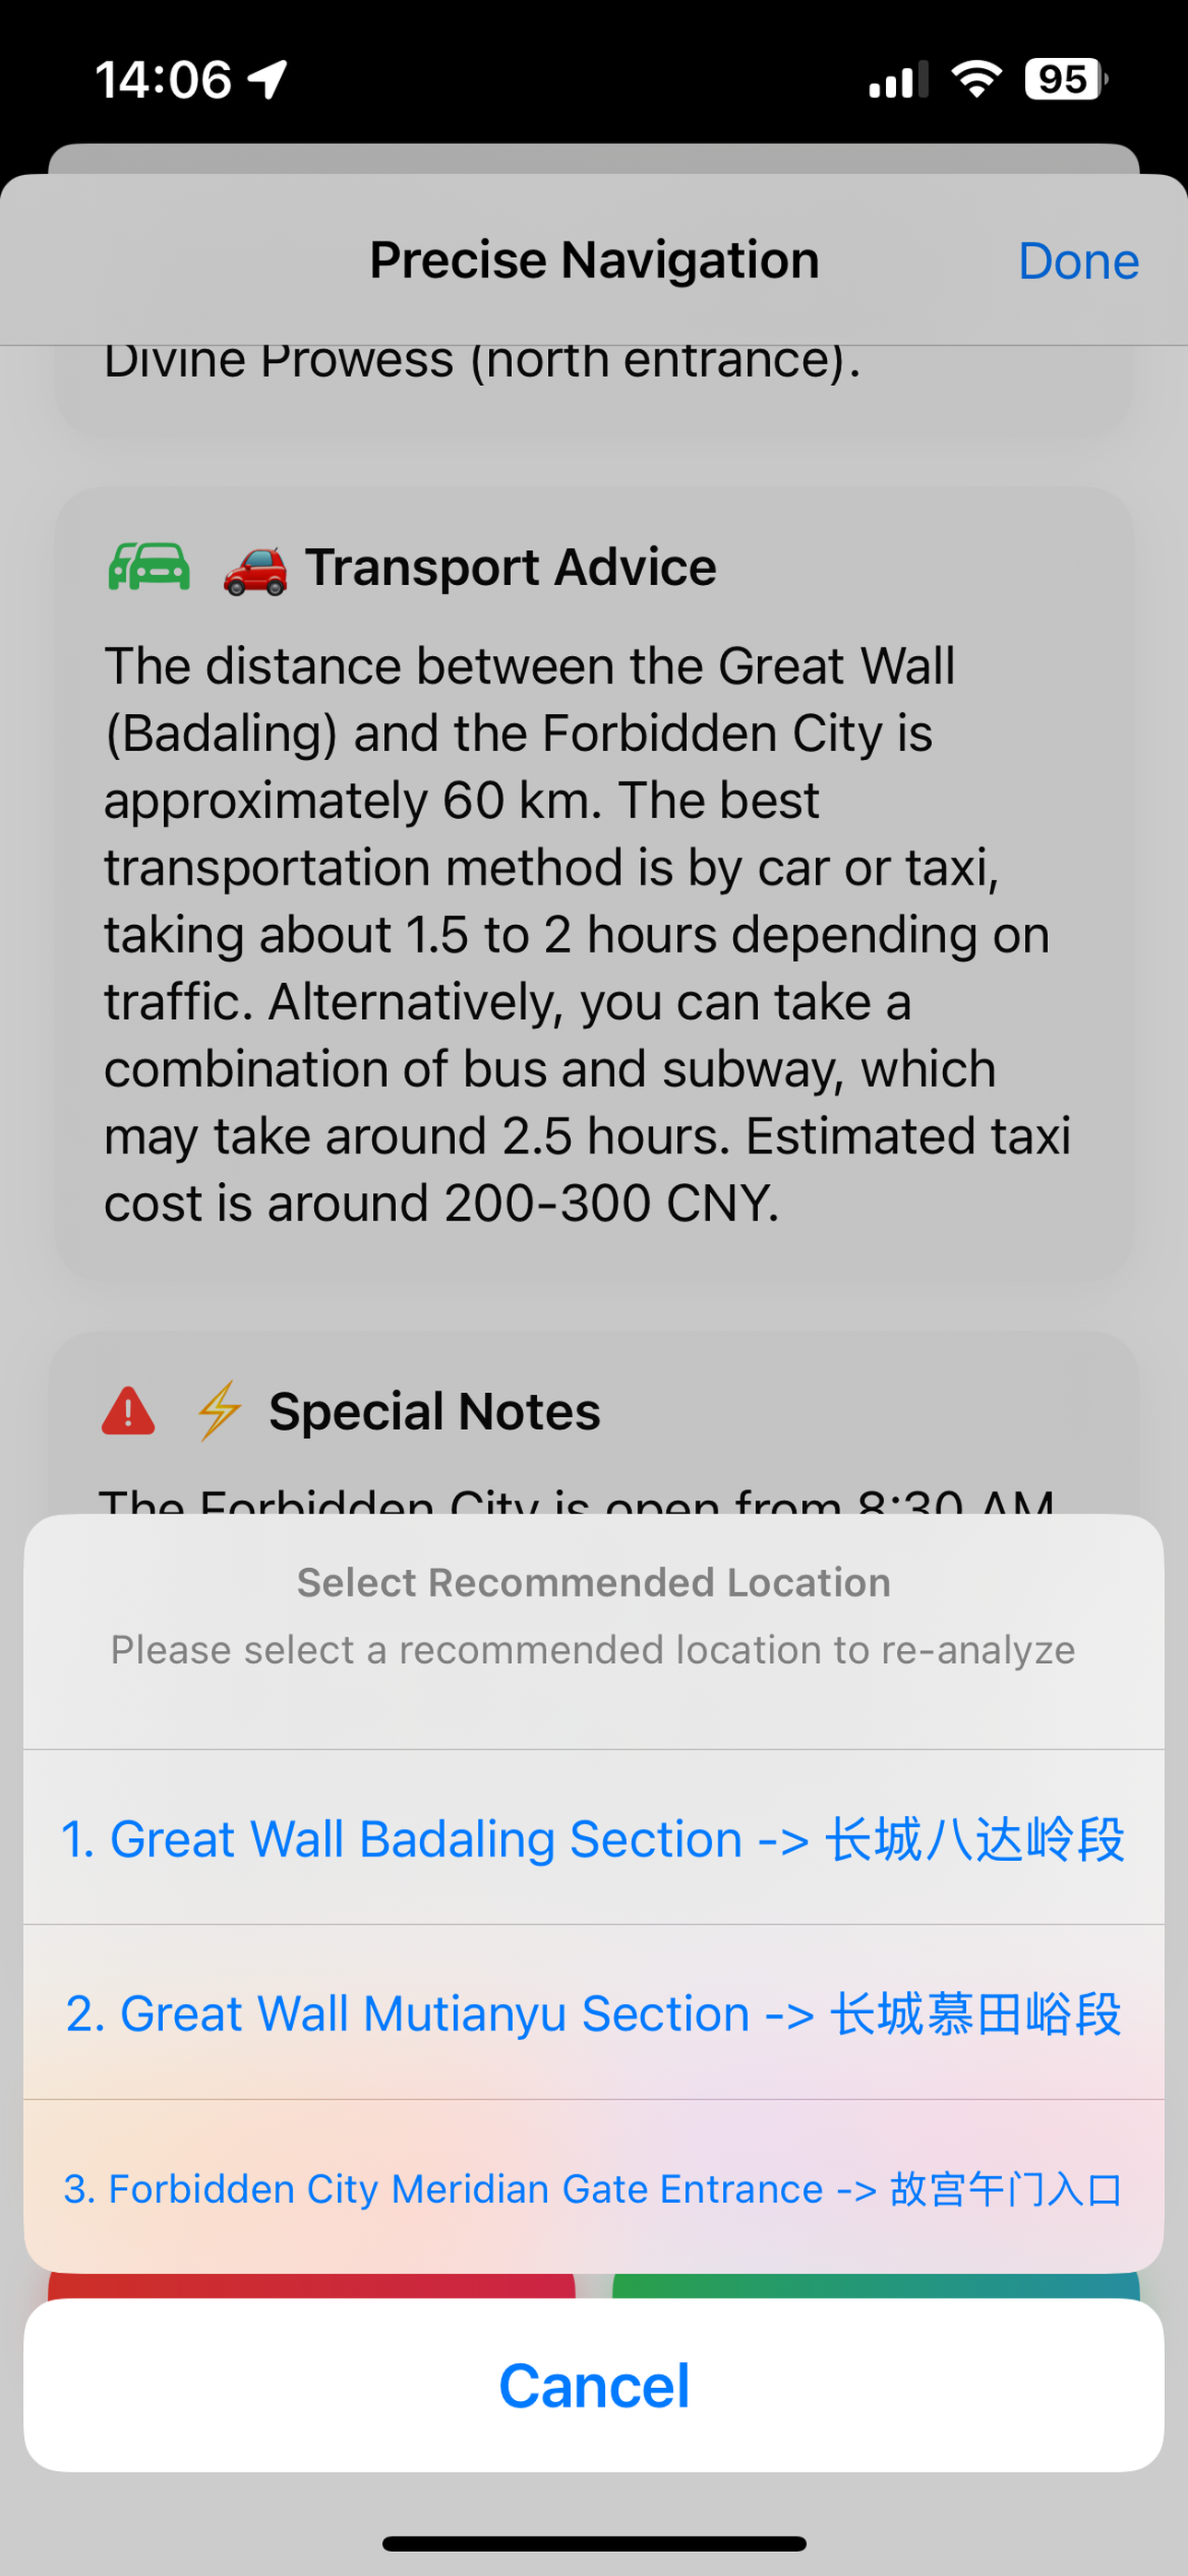 14:06
95
Precise Navigation
Done
Divine Prowess (north entrance).
🚗 Transport Advice
The distance between the Great Wall
(Badaling) and the Forbidden City is
approximately 60 km. The best
transportation method is by car or taxi,
taking about 1.5 to 2 hours depending on
traffic. Alternatively, you can take a
combination of bus and subway, which
may take around 2.5 hours. Estimated taxi
cost is around 200-300 CNY.
⚡ Special Notes
The Forbidden City is open from 8:30 AM
Select Recommended Location
Please select a recommended location to re-analyze
1. Great Wall Badaling Section -> 长城八达岭段
2. Great Wall Mutianyu Section -> 长城慕田峪段
3. Forbidden City Meridian Gate Entrance -> 故宫午门入口
Cancel